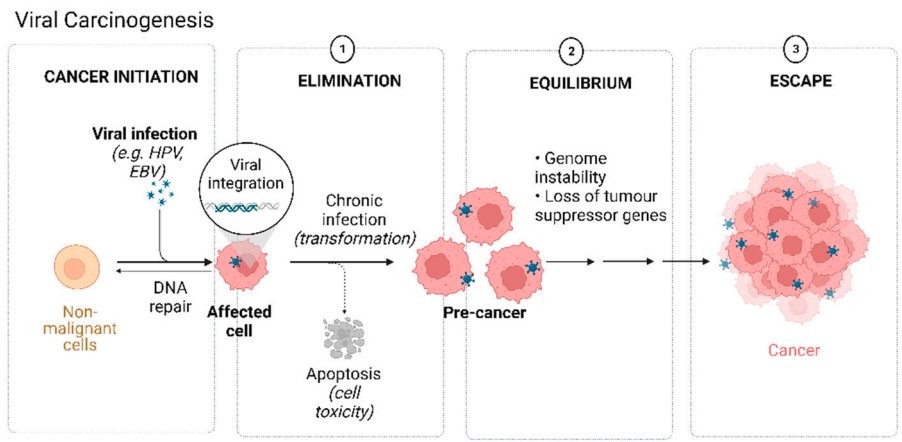 Viral Carcinogenesis
CANCER INITIATION
Viral infection
(e.g. HPV,
EBV)
Non-
malignant
cells
DNA
repair
Viral
integration
Affected
cell
1
ELIMINATION
Chronic
infection
(transformation)
Apoptosis
(cell
toxicity)
2
EQUILIBRIUM
Pre-cancer
• Genome
instability
• Loss of tumour
suppressor genes
3
ESCAPE
Cancer